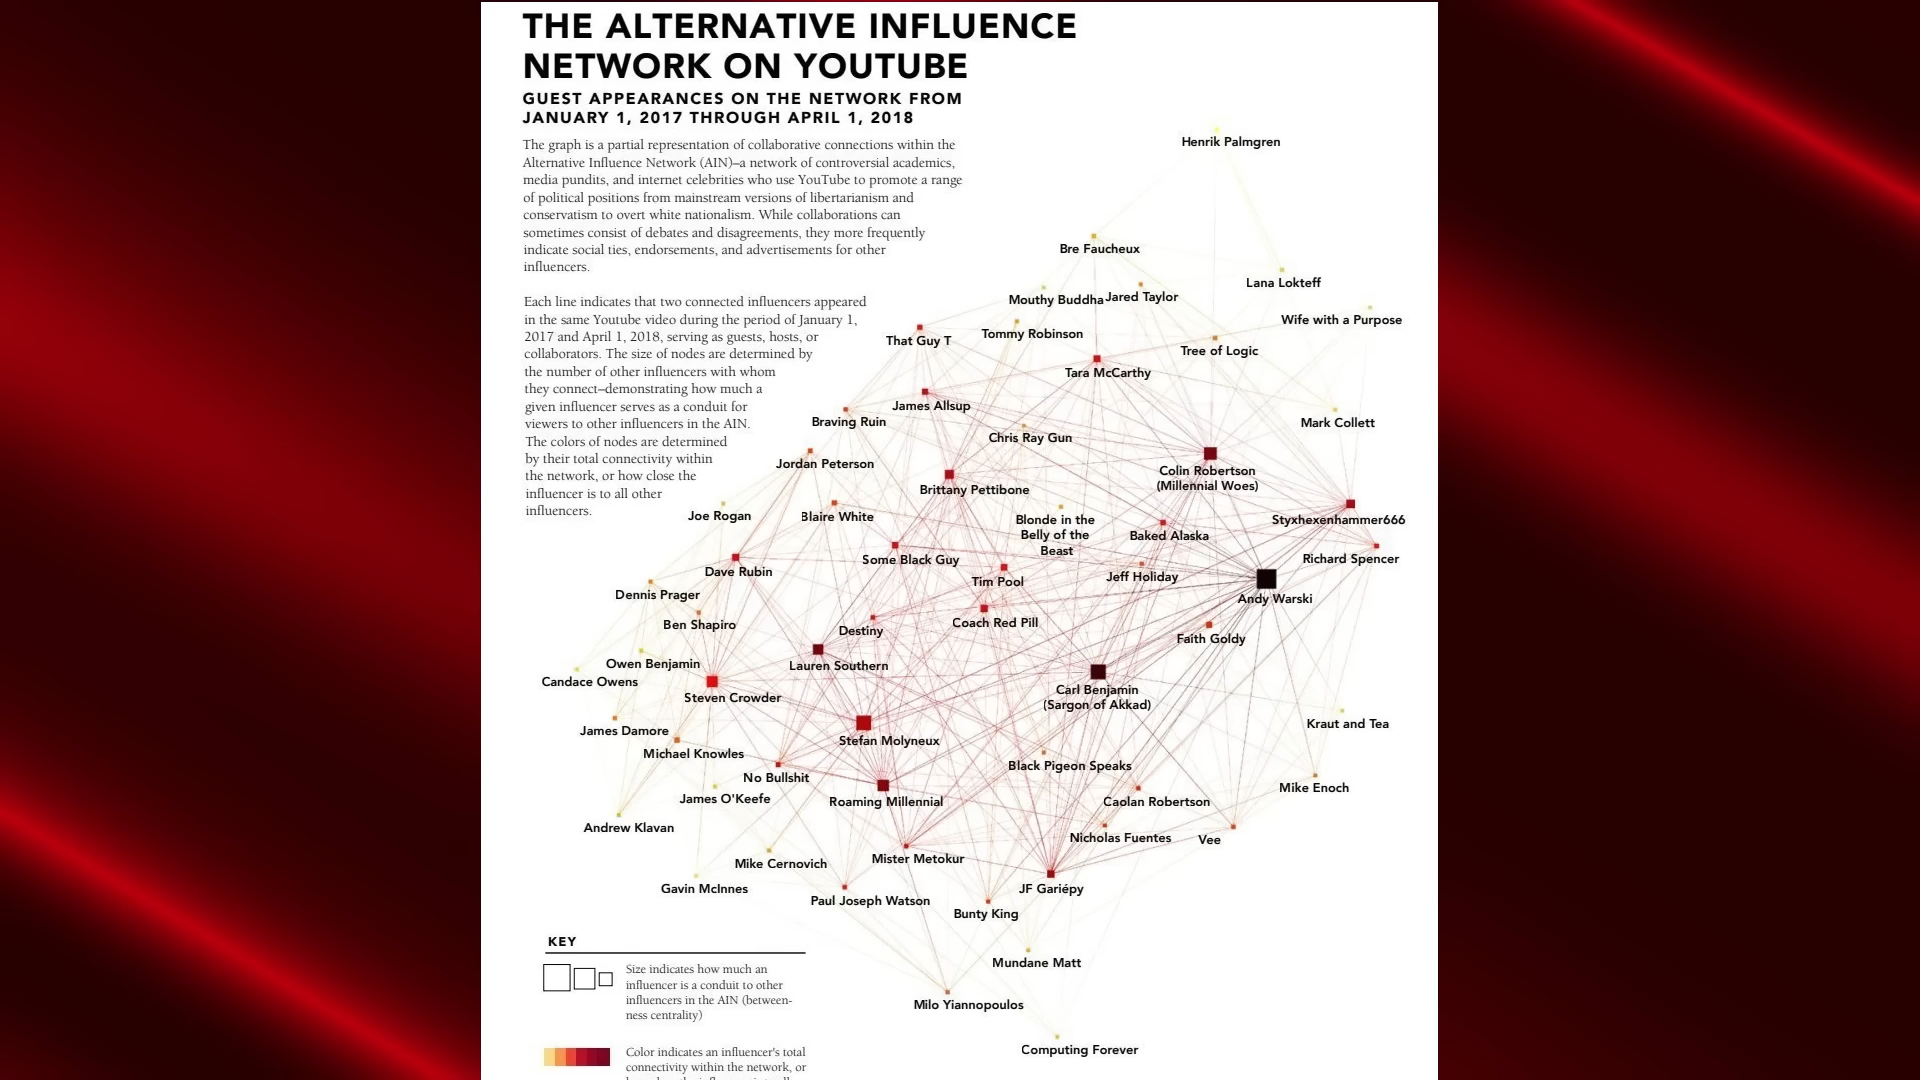 THE ALTERNATIVE INFLUENCE
NETWORK ON YOUTUBE
GUEST APPEARANCES ON THE NETWORK FROM
JANUARY 1, 2017 THROUGH APRIL 1, 2018
The graph is a partial representation of collaborative connections within the
Alternative Influence Network (AIN)–a network of controversial academics,
media pundits, and internet celebrities who use YouTube to promote a range
of political positions from mainstream versions of libertarianism and
conservatism to overt white nationalism. While collaborations can
sometimes consist of debates and disagreements, they more frequently
indicate social ties, endorsements, and advertisements for other
influencers.
Each line indicates that two connected influencers appeared
in the same Youtube video during the period of January 1,
2017 and April 1, 2018, serving as guests, hosts, or
collaborators. The size of nodes are determined by
the number of other influencers with whom
they connect–demonstrating how much a
given influencer serves as a conduit for
viewers to other influencers in the AIN.
The colors of nodes are determined
by their total connectivity within
the network, or how close the
influencer is to all other
influencers.
Henrik Palmgren
Bre Faucheux
Lana Lokteff
Mouthy Buddha
Jared Taylor
Wife with a Purpose
Tommy Robinson
That Guy T
Tree of Logic
Tara McCarthy
James Allsup
Braving Ruin
Mark Collett
Chris Ray Gun
Jordan Peterson
Colin Robertson
(Millennial Woes)
Brittany Pettibone
Joe Rogan
Blaire White
Blonde in the
Belly of the
Beast
Styxhexenhammer666
Baked Alaska
Some Black Guy
Richard Spencer
Dave Rubin
Tim Pool
Jeff Holiday
Dennis Prager
Andy Warski
Ben Shapiro
Destiny
Coach Red Pill
Faith Goldy
Owen Benjamin
Lauren Southern
Candace Owens
Steven Crowder
Carl Benjamin
(Sargon of Akkad)
Kraut and Tea
James Damore
Stefan Molyneux
Michael Knowles
Black Pigeon Speaks
No Bullshit
Mike Enoch
James O'Keefe
Roaming Millennial
Caolan Robertson
Andrew Klavan
Nicholas Fuentes
Vee
Mike Cernovich
Mister Metokur
Gavin McInnes
JF Gariépy
Paul Joseph Watson
Bunty King
Mundane Matt
Milo Yiannopoulos
Computing Forever
KEY
Size indicates how much an
influencer is a conduit to other
influencers in the AIN (between-
ness centrality)
Color indicates an influencer's total
connectivity within the network, or